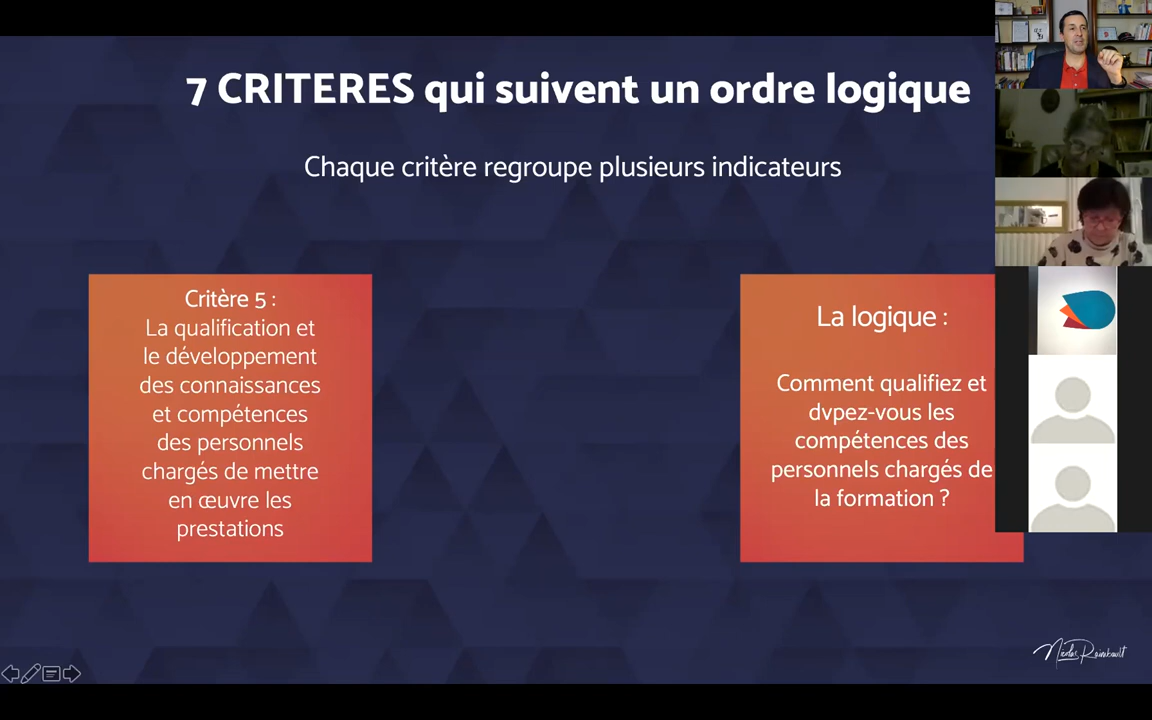 7 CRITERES qui suivent un ordre logique
Chaque critère regroupe plusieurs indicateurs
Critère 5 :
La qualification et
le développement
des connaissances
et compétences
des personnels
chargés de mettre
en œuvre les
prestations
La logique :
Comment qualifiez et
dvpez-vous les
compétences des
personnels chargés de
la formation ?
Nicolas Raimbault